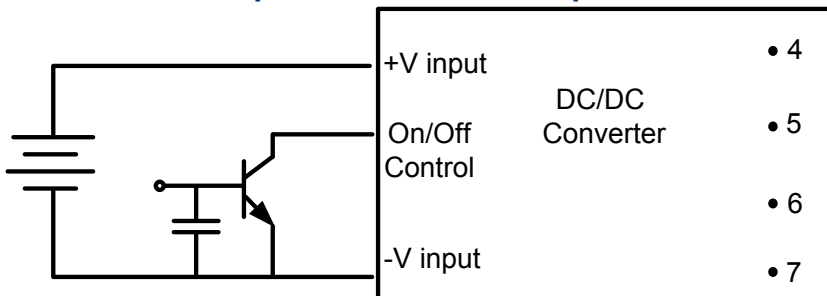 +V input
4
DC/DC
Converter
On/Off
Control
5
6
-V input
7